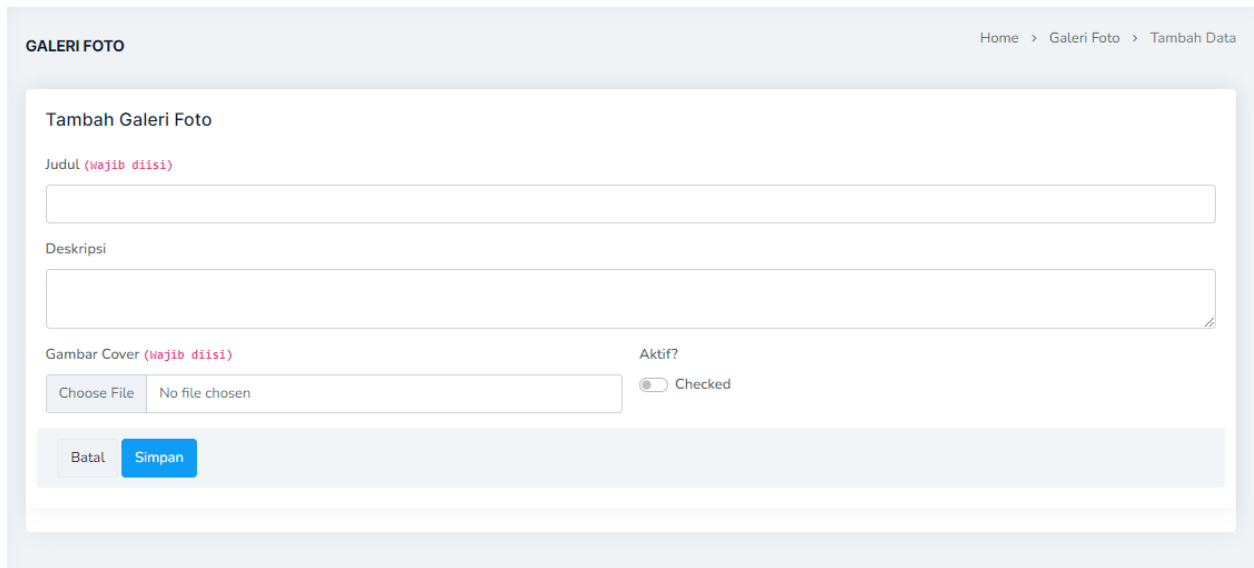 GALERI FOTO
Home > Galeri Foto > Tambah Data
Tambah Galeri Foto
Judul (Wajib diisi)
Deskripsi
Gambar Cover (Wajib diisi)
Aktif?
Choose File No file chosen
Checked
Batal Simpan